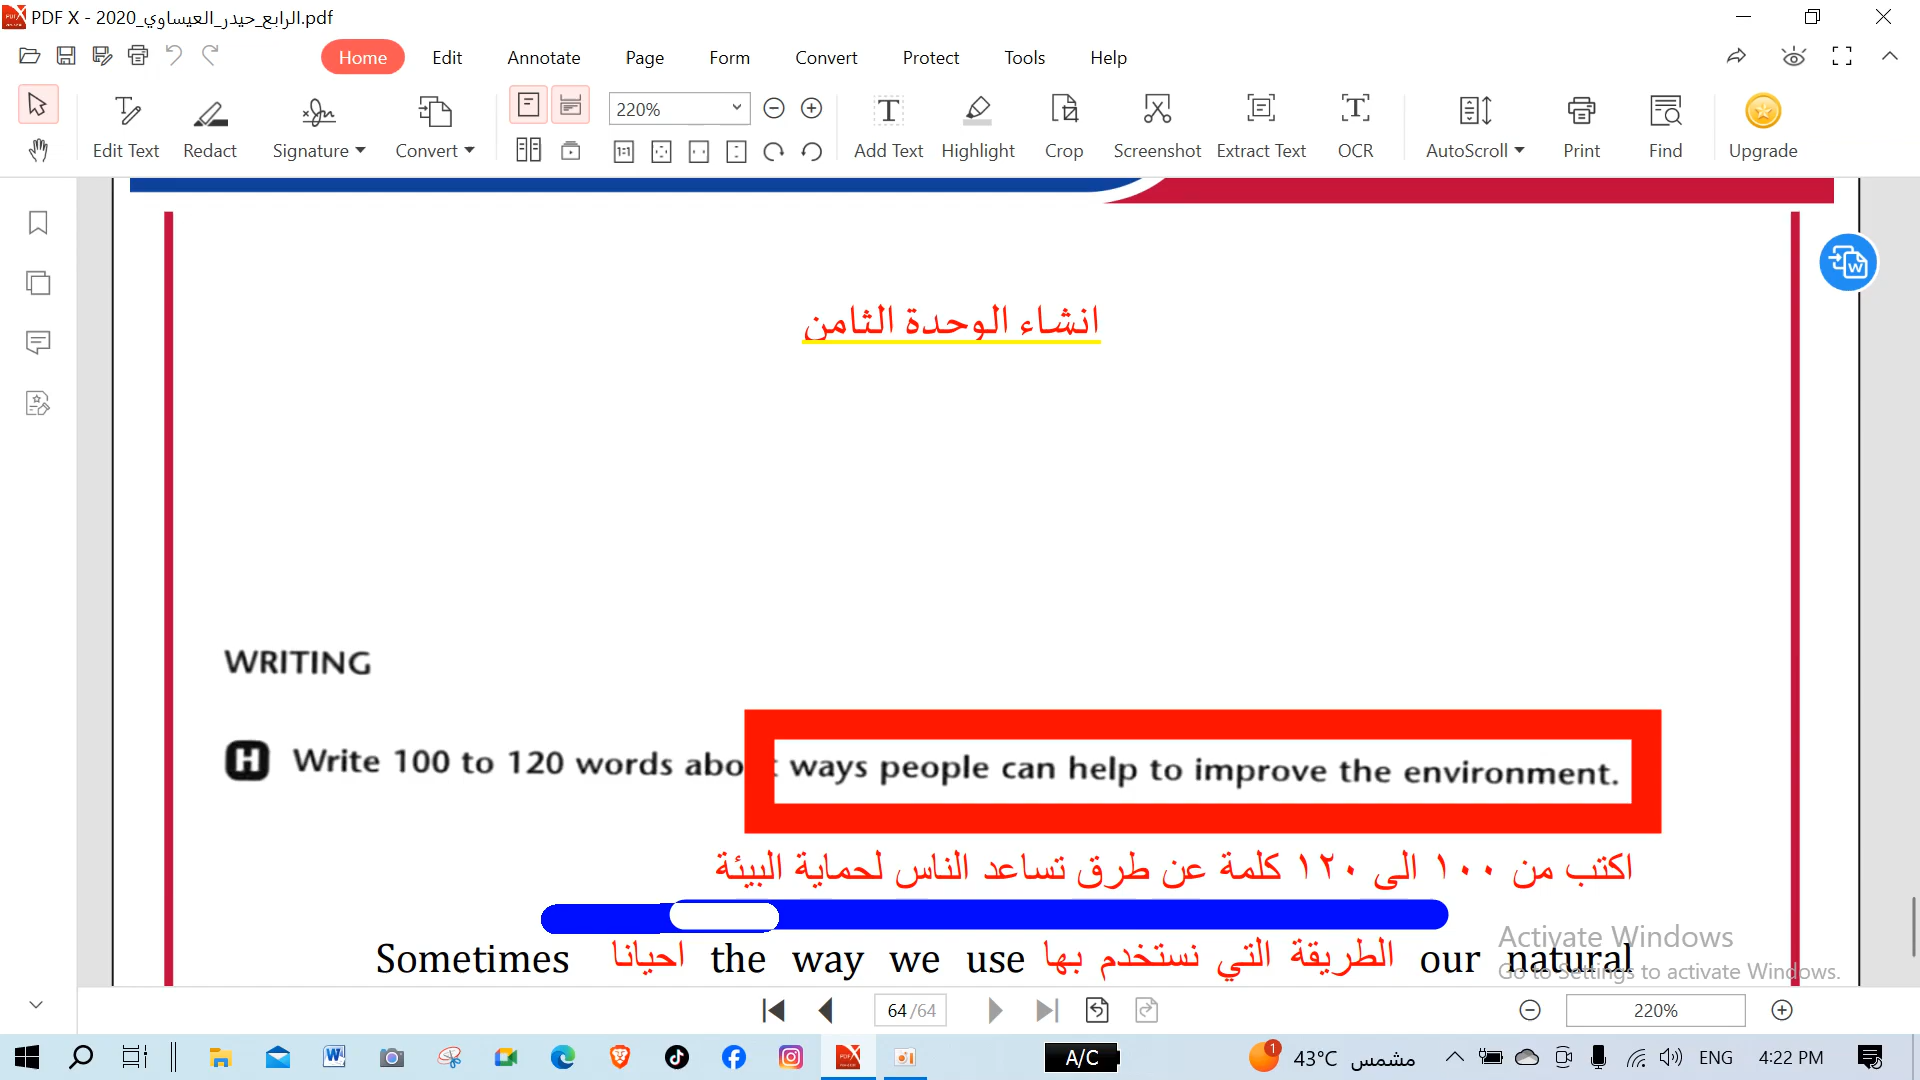 PDF X - الرابع_حيدر_العيساوي_2020.pdf
Home Edit Annotate Page Form Convert Protect Tools Help
220%
Edit Text Redact Signature Convert Add Text Highlight Crop Screenshot Extract Text OCR AutoScroll Print Find Upgrade
انشاء الوحدة الثامن
WRITING
H Write 100 to 120 words abo ways people can help to improve the environment.
اكتب من ١٠٠ الى ١٢٠ كلمة عن طرق تساعد الناس لحماية البيئة
Sometimes احيانا the way we use الطريقة التي نستخدم بها our natural
Activate Windows
Go to Settings to activate Windows.
64 /64
220%
A/C 1 43°C مشمس ENG 4:22 PM